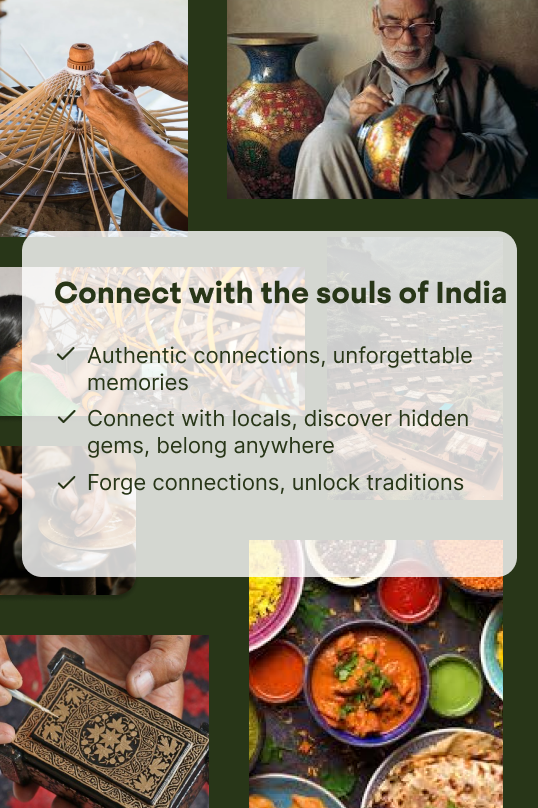 Connect with the souls of India
Authentic connections, unforgettable
memories
Connect with locals, discover hidden
gems, belong anywhere
Forge connections, unlock traditions